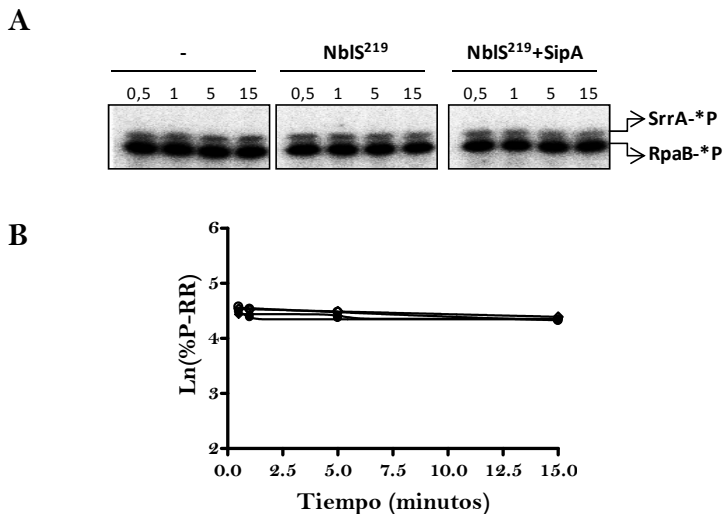 A
- NblS²¹⁹ NblS²¹⁹+SipA
0,5 1 5 15 0,5 1 5 15 0,5 1 5 15
SrrA-*P
RpaB-*P
B
6
5
4
3
2
Ln(%P-RR)
0.0 2.5 5.0 7.5 10.0 12.5 15.0
Tiempo (minutos)